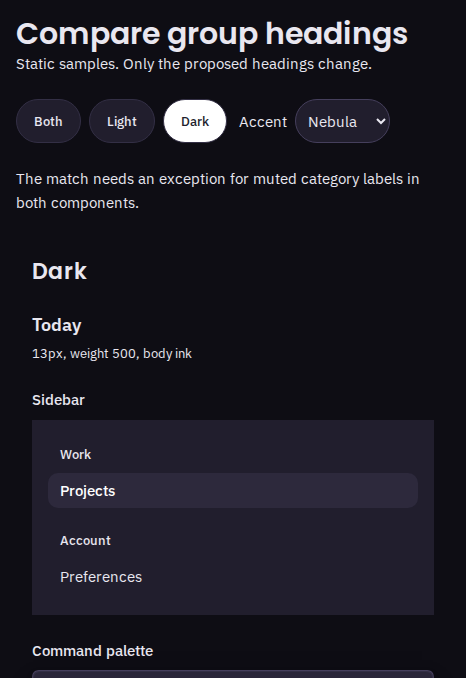 Compare group headings
Static samples. Only the proposed headings change.
Both Light Dark Accent Nebula
The match needs an exception for muted category labels in
both components.
Dark
Today
13px, weight 500, body ink
Sidebar
Work
Projects
Account
Preferences
Command palette